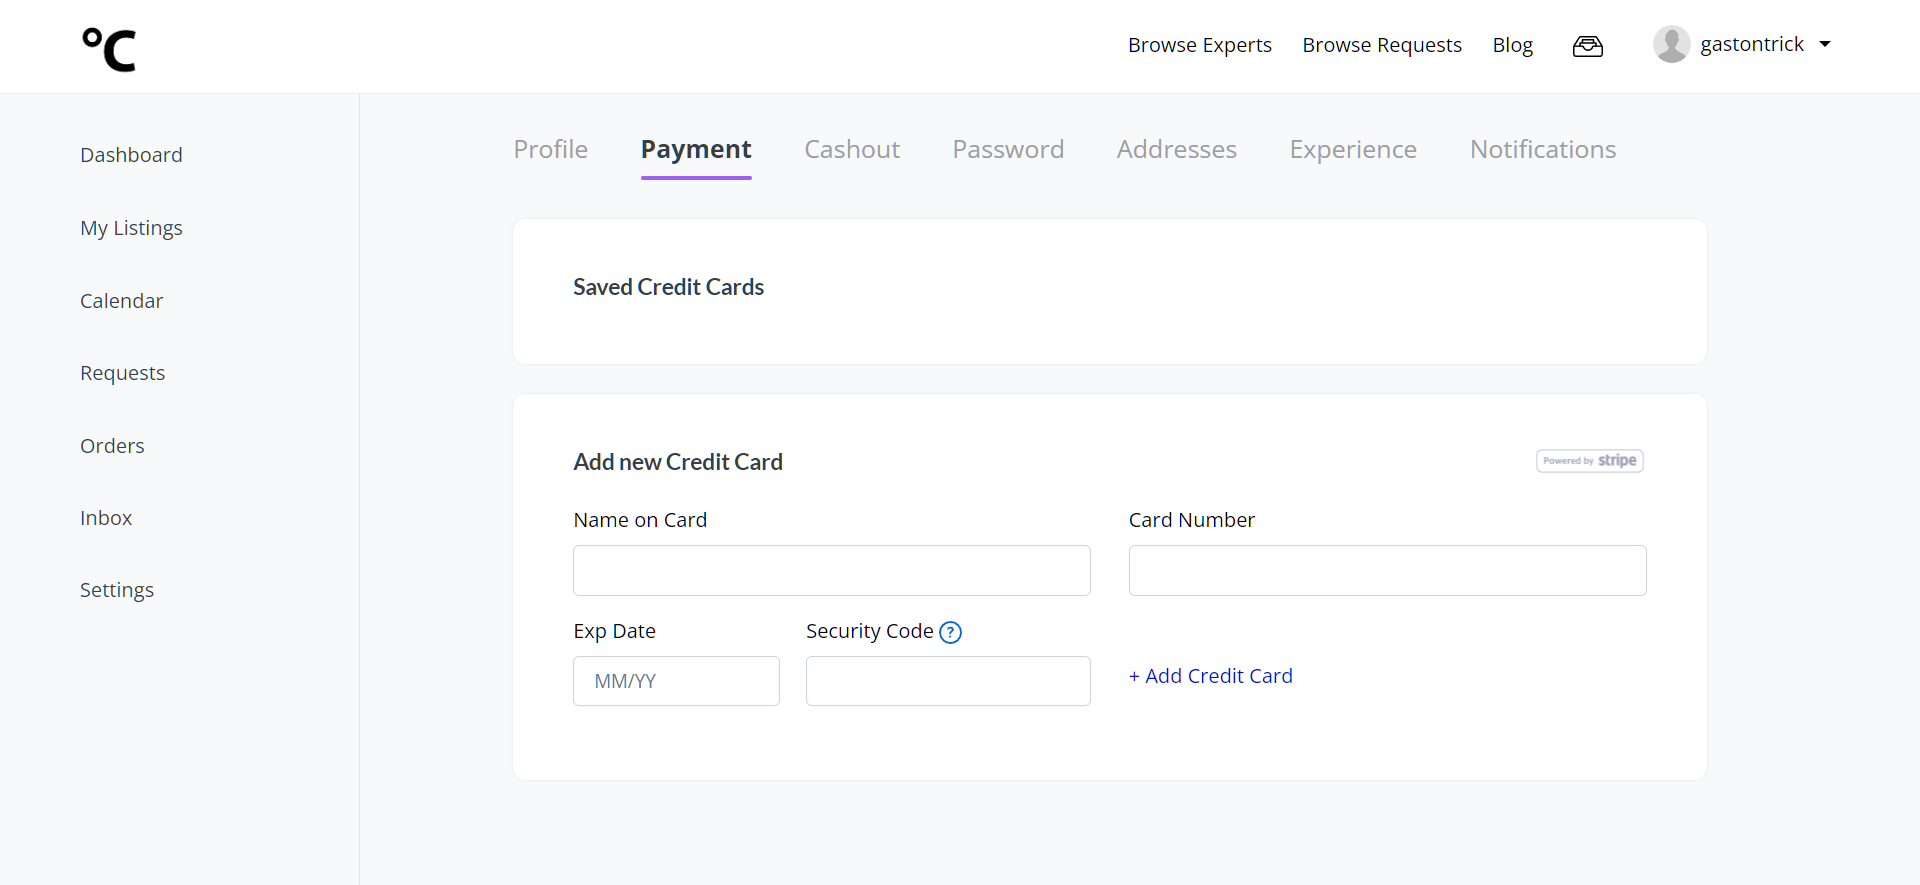 °C
Browse Experts
Browse Requests
Blog
gastontrick
Dashboard
My Listings
Calendar
Requests
Orders
Inbox
Settings
Profile
Payment
Cashout
Password
Addresses
Experience
Notifications
Saved Credit Cards
Add new Credit Card
Powered by stripe
Name on Card
Card Number
Exp Date
Security Code ?
MM/YY
+ Add Credit Card